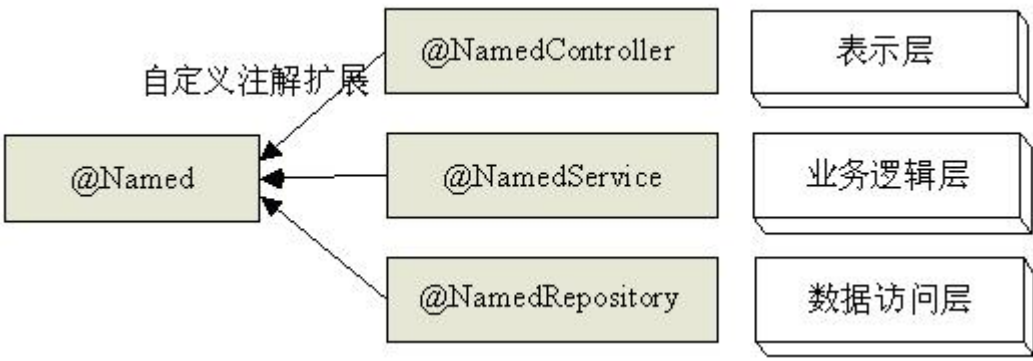 @NamedController
表示层
自定义注解扩展
@Named
@NamedService
业务逻辑层
@NamedRepository
数据访问层